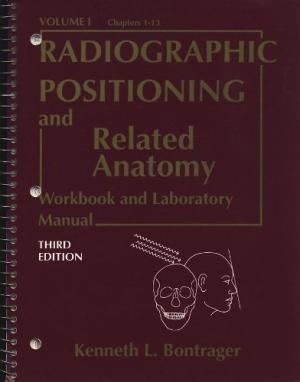 VOLUME I Chapters 1-13
RADIOGRAPHIC
POSITIONING
and
Related
Anatomy
Workbook and Laboratory
Manual
THIRD
EDITION
Kenneth L. Bontrager